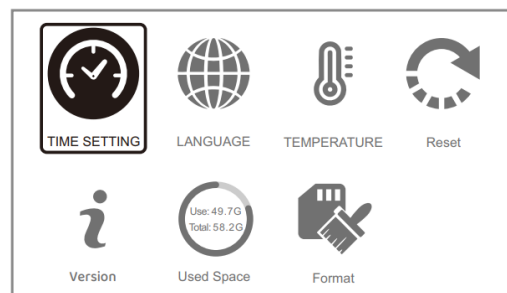 TIME SETTING
LANGUAGE
TEMPERATURE
Reset
Use: 49.7G
Total: 58.2G
Version
Used Space
Format